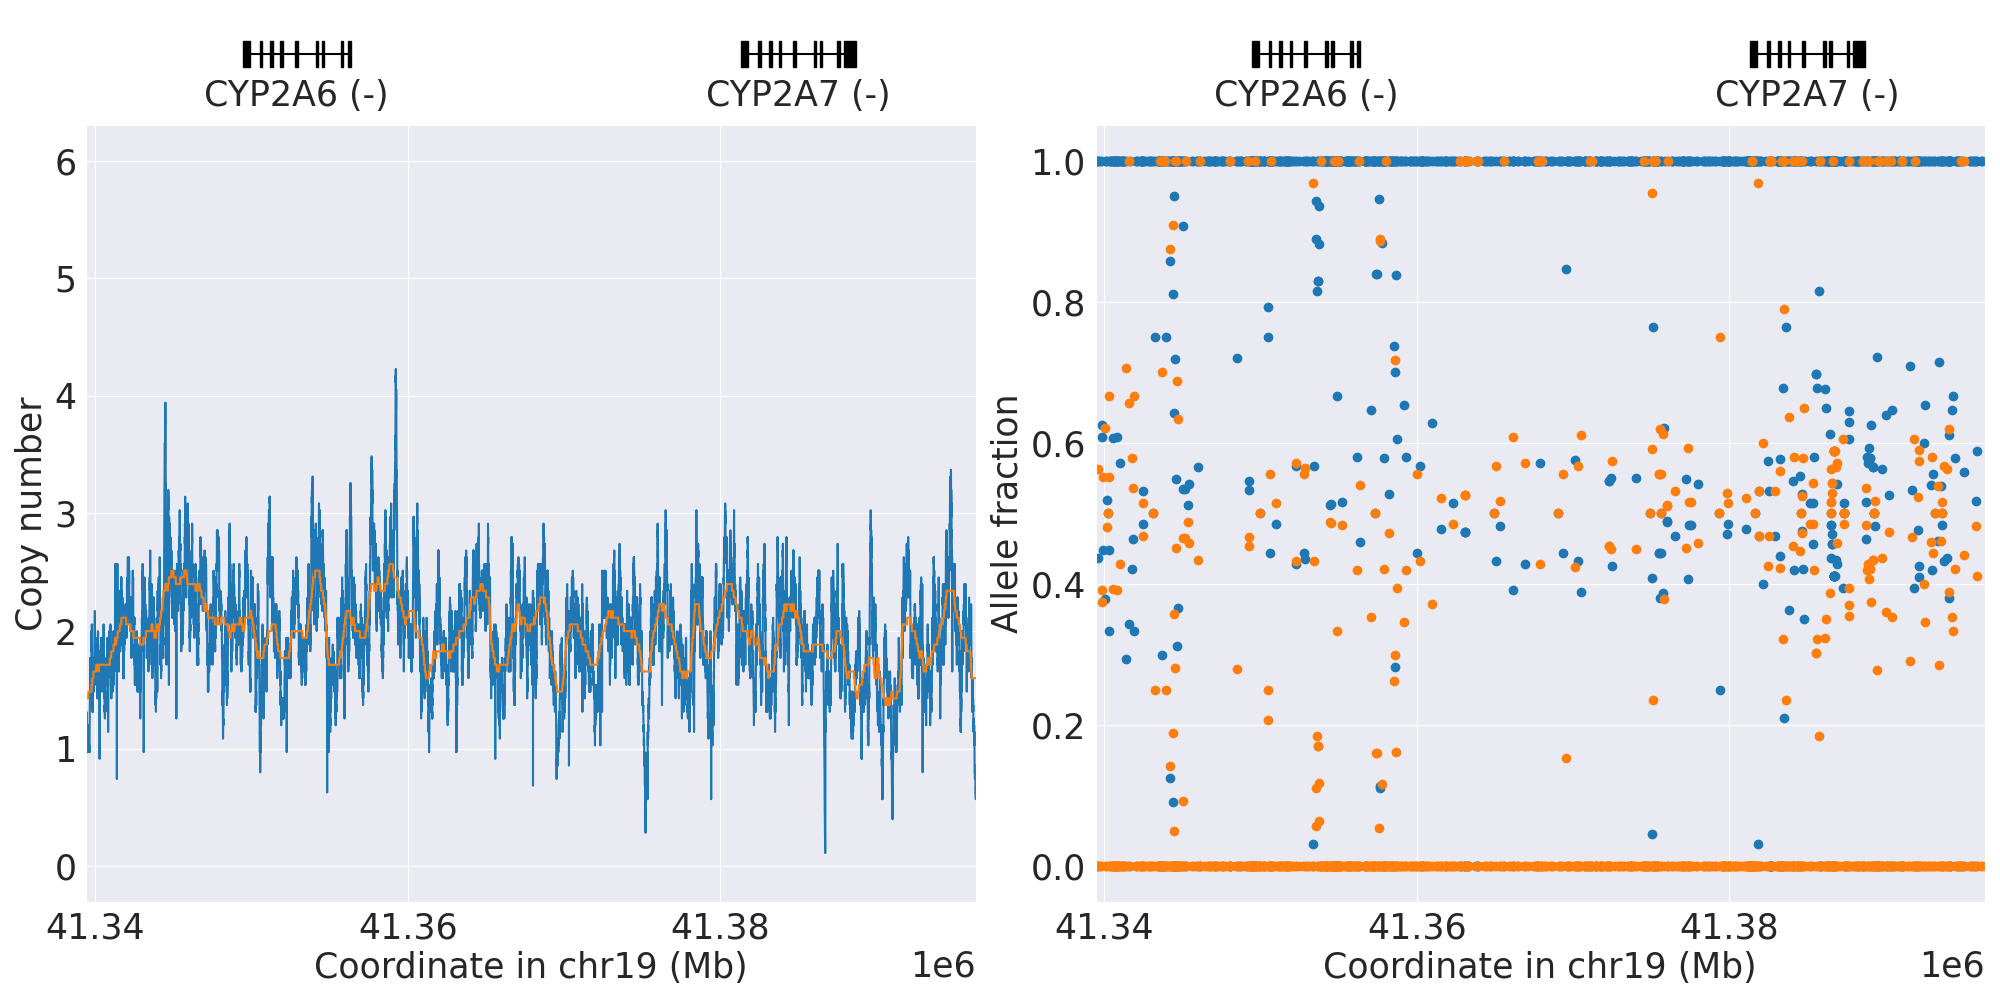 CYP2A6 (-) CYP2A7 (-)
CYP2A6 (-) CYP2A7 (-)
Copy number
6
5
4
3
2
1
0
41.34 41.36 41.38
Coordinate in chr19 (Mb) 1e6
Allele fraction
1.0
0.8
0.6
0.4
0.2
0.0
41.34 41.36 41.38
Coordinate in chr19 (Mb) 1e6